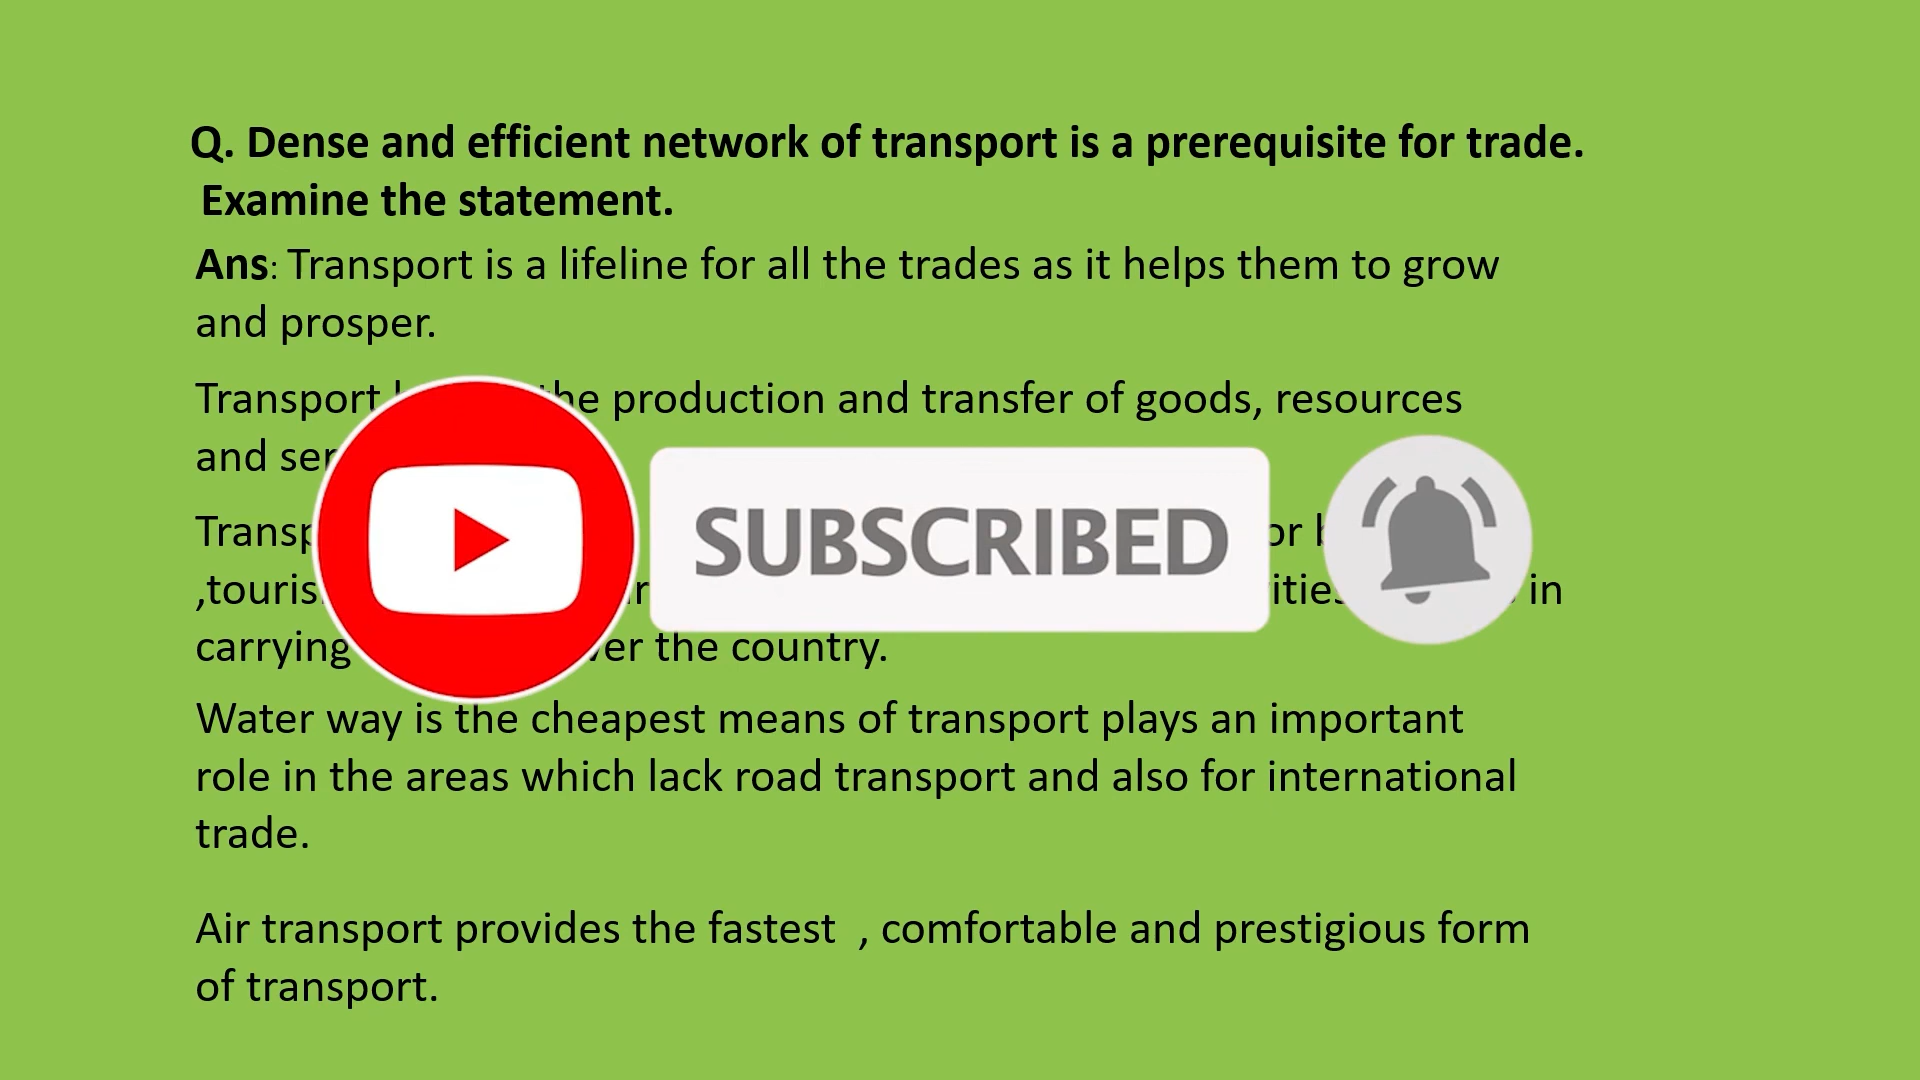 Q. Dense and efficient network of transport is a prerequisite for trade.
Examine the statement.
Ans: Transport is a lifeline for all the trades as it helps them to grow
and prosper.
Transport the production and transfer of goods, resources
and
SUBSCRIBED
or
in
carrying the country.
Water way is the cheapest means of transport plays an important
role in the areas which lack road transport and also for international
trade.
Air transport provides the fastest , comfortable and prestigious form
of transport.